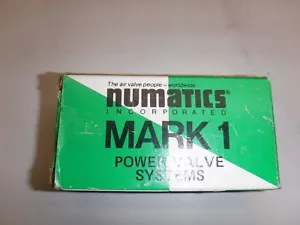 The air valve people – worldwide
numatics®
INCORPORATED
MARK 1
POWER VALVE
SYSTEMS